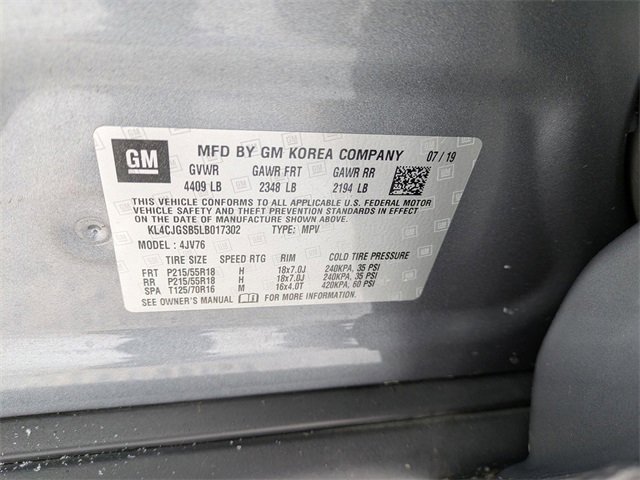 GM MFD BY GM KOREA COMPANY 07/19
GVWR GAWR FRT GAWR RR
4409 LB 2348 LB 2194 LB
THIS VEHICLE CONFORMS TO ALL APPLICABLE U.S. FEDERAL MOTOR
VEHICLE SAFETY, BUMPER, AND THEFT PREVENTION STANDARDS IN EFFECT
ON THE DATE OF MANUFACTURE SHOWN ABOVE.
KL4CJGSB5LB017302 TYPE: MPV
MODEL : 4JV76
TIRE SIZE SPEED RTG RIM COLD TIRE PRESSURE
FRT P215/55R18 H 18x7.0J 240KPA, 35 PSI
RR P215/55R18 H 18x7.0J 240KPA, 35 PSI
SPA T125/70R16 M 16x4.0T 420KPA, 60 PSI
SEE OWNER'S MANUAL FOR MORE INFORMATION